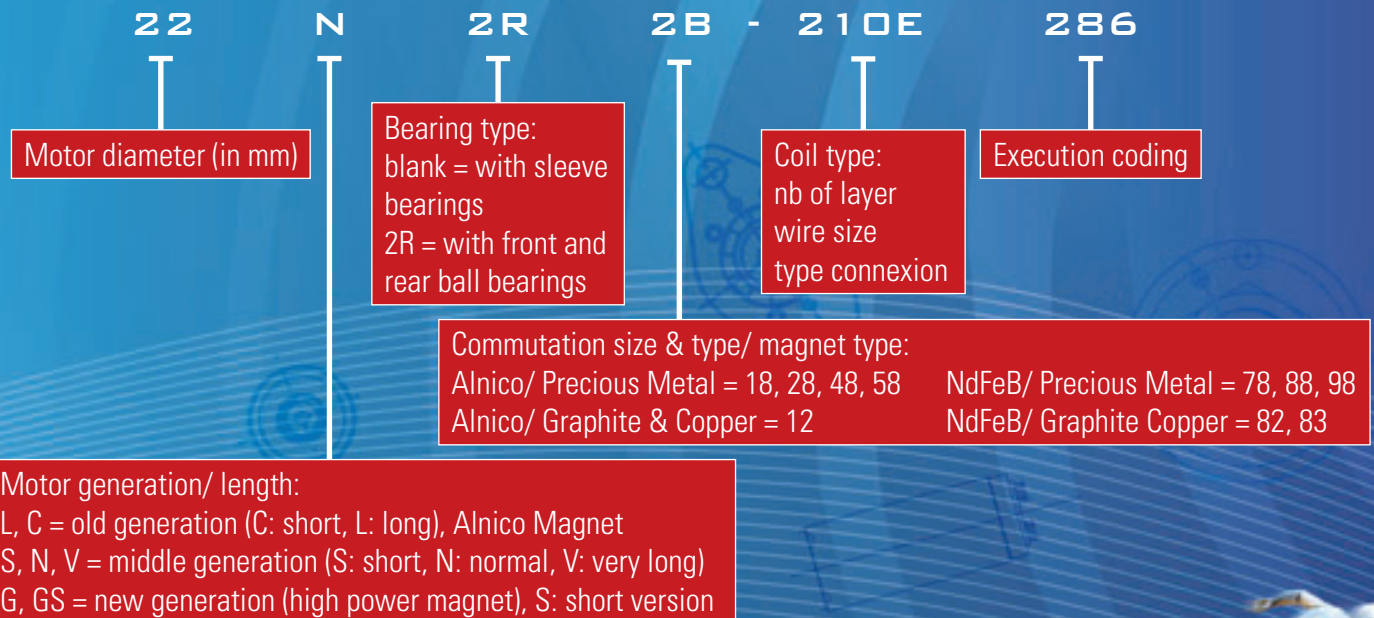 22 N 2R 2B - 210E 286
Motor diameter (in mm)
Bearing type:
blank = with sleeve
bearings
2R = with front and
rear ball bearings
Coil type:
nb of layer
wire size
type connexion
Execution coding
Commutation size & type/ magnet type:
Alnico/ Precious Metal = 18, 28, 48, 58 NdFeB/ Precious Metal = 78, 88, 98
Alnico/ Graphite & Copper = 12 NdFeB/ Graphite Copper = 82, 83
Motor generation/ length:
L, C = old generation (C: short, L: long), Alnico Magnet
S, N, V = middle generation (S: short, N: normal, V: very long)
G, GS = new generation (high power magnet), S: short version